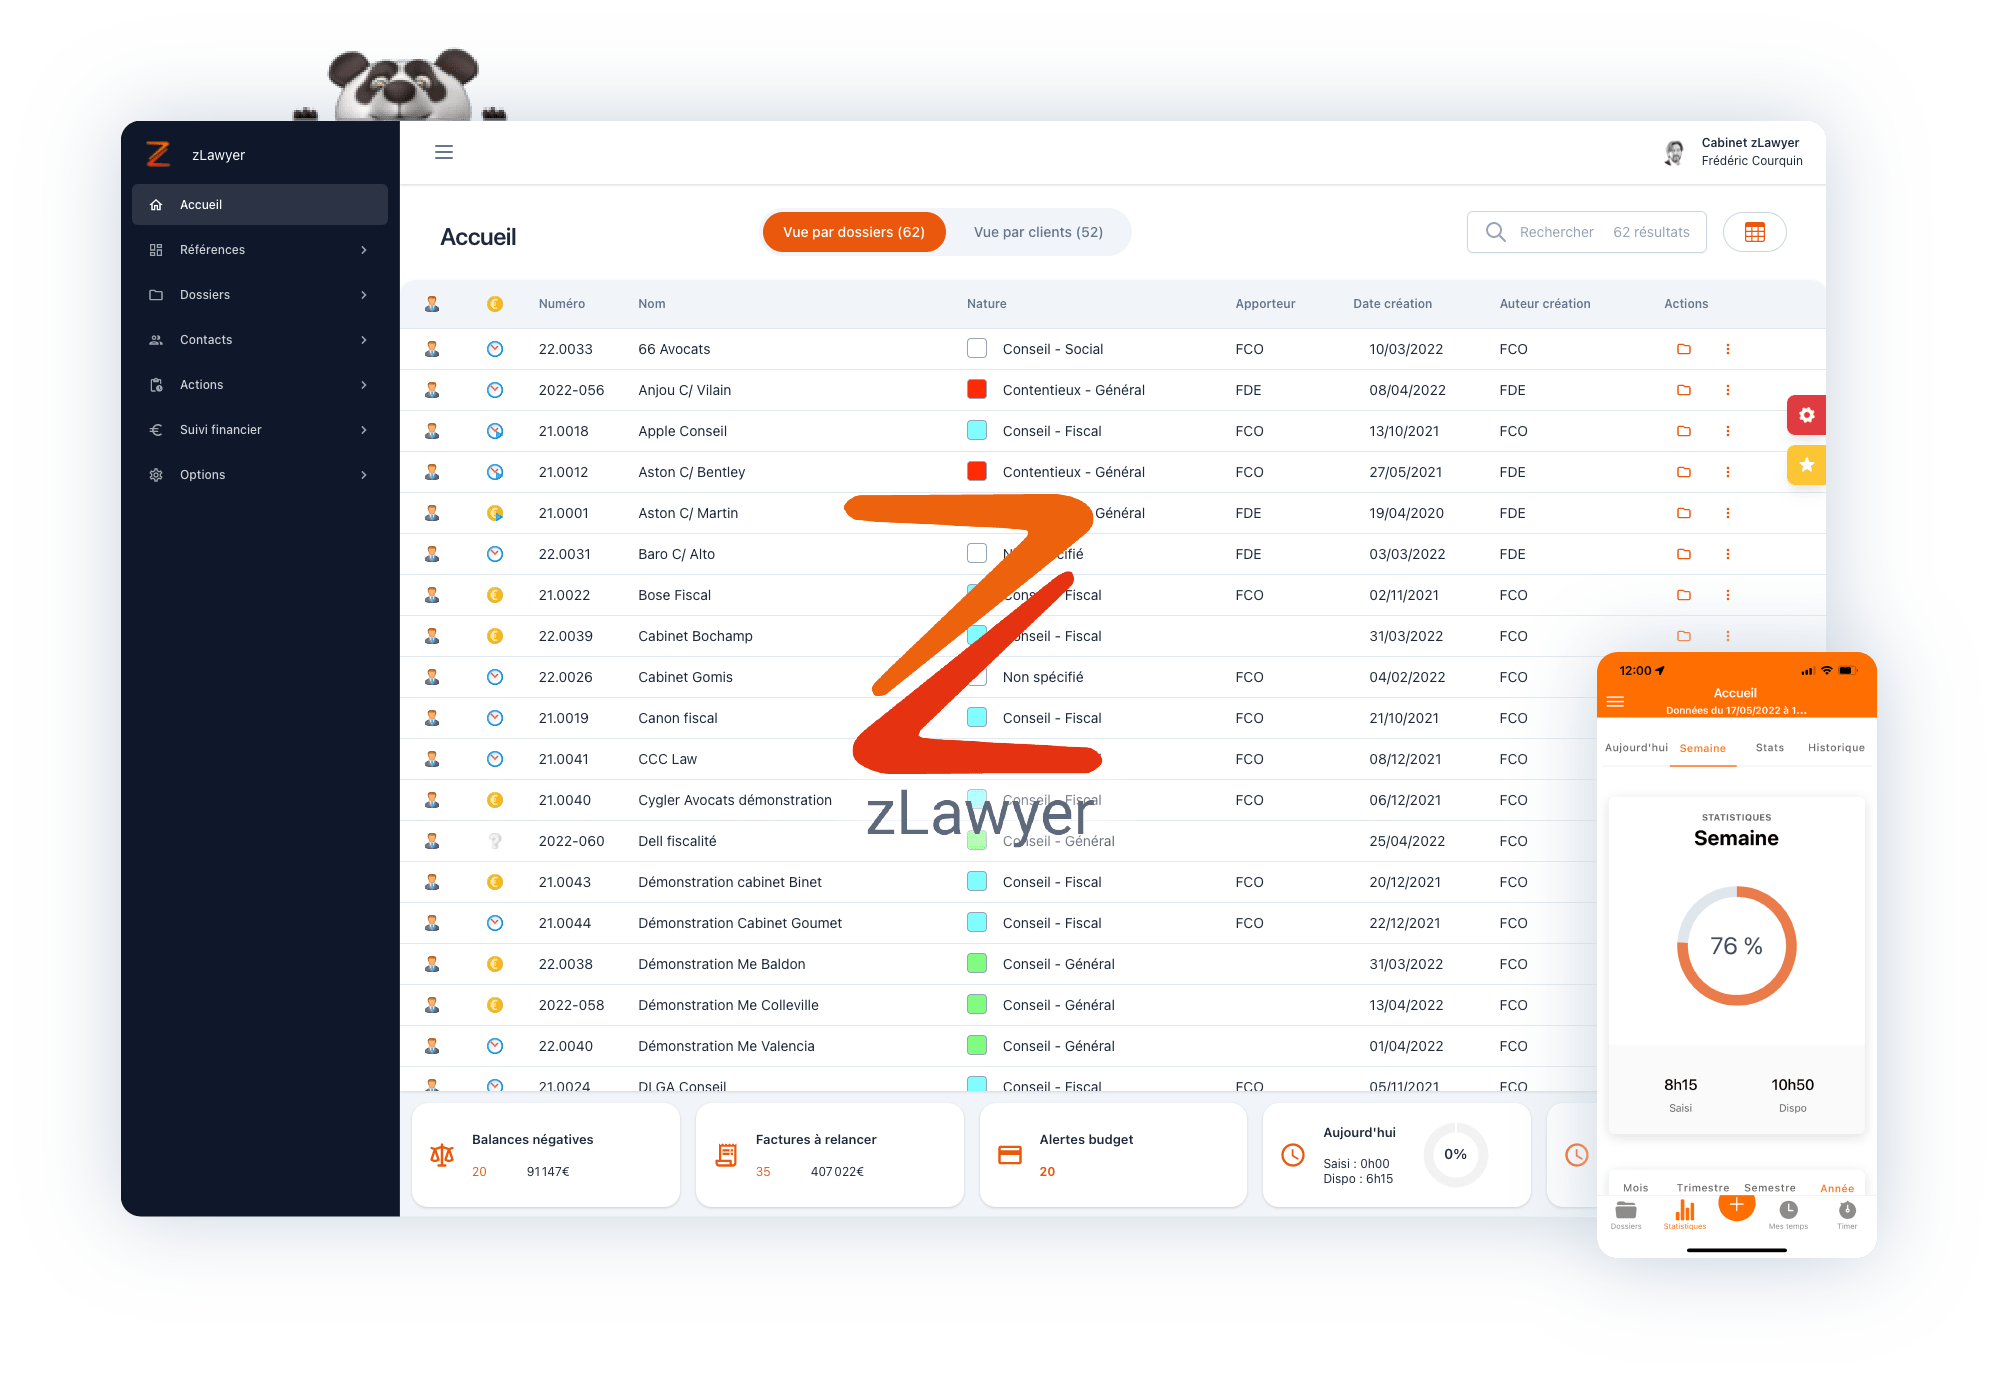 zLawyer
Accueil
Références
Dossiers
Contacts
Actions
Suivi financier
Options
Cabinet zLawyer
Frédéric Courquin
Accueil
Vue par dossiers (62)
Vue par clients (52)
Rechercher 62 résultats
Numéro Nom Nature Apporteur Date création Auteur création Actions
22.0033 66 Avocats Conseil - Social FCO 10/03/2022 FCO
2022-056 Anjou C/ Vilain Contentieux - Général FDE 08/04/2022 FDE
21.0018 Apple Conseil Conseil - Fiscal FCO 13/10/2021 FCO
21.0012 Aston C/ Bentley Contentieux - Général FCO 27/05/2021 FDE
21.0001 Aston C/ Martin Général FDE 19/04/2020 FDE
22.0031 Baro C/ Alto FDE 03/03/2022 FDE
21.0022 Bose Fiscal Fiscal FCO 02/11/2021 FCO
22.0039 Cabinet Bochamp Conseil - Fiscal 31/03/2022 FCO
22.0026 Cabinet Gomis Non spécifié FCO 04/02/2022 FCO
21.0019 Canon fiscal Conseil - Fiscal FCO 21/10/2021 FCO
21.0041 CCC Law FCO 08/12/2021 FCO
21.0040 Cygler Avocats démonstration Conseil - Fiscal FCO 06/12/2021 FCO
2022-060 Dell fiscalité Conseil - Général 25/04/2022 FCO
21.0043 Démonstration cabinet Binet Conseil - Fiscal FCO 20/12/2021 FCO
21.0044 Démonstration Cabinet Goumet Conseil - Fiscal FCO 22/12/2021 FCO
22.0038 Démonstration Me Baldon Conseil - Général 31/03/2022 FCO
2022-058 Démonstration Me Colleville Conseil - Général 13/04/2022 FCO
22.0040 Démonstration Me Valencia Conseil - Général 01/04/2022 FCO
21.0024 DLGA Conseil Conseil - Fiscal FCO 05/11/2021 FCO
zLawyer
Balances négatives
20 91 147€
Factures à relancer
35 407 022€
Alertes budget
20
Aujourd'hui
Saisi : 0h00
Dispo : 6h15
0%
12:00
Accueil
Données du 17/05/2022 à 1...
Aujourd'hui Semaine Stats Historique
STATISTIQUES
Semaine
76 %
8h15 10h50
Saisi Dispo
Mois Trimestre Semestre Année
Dossiers Statistiques Mes temps Timer